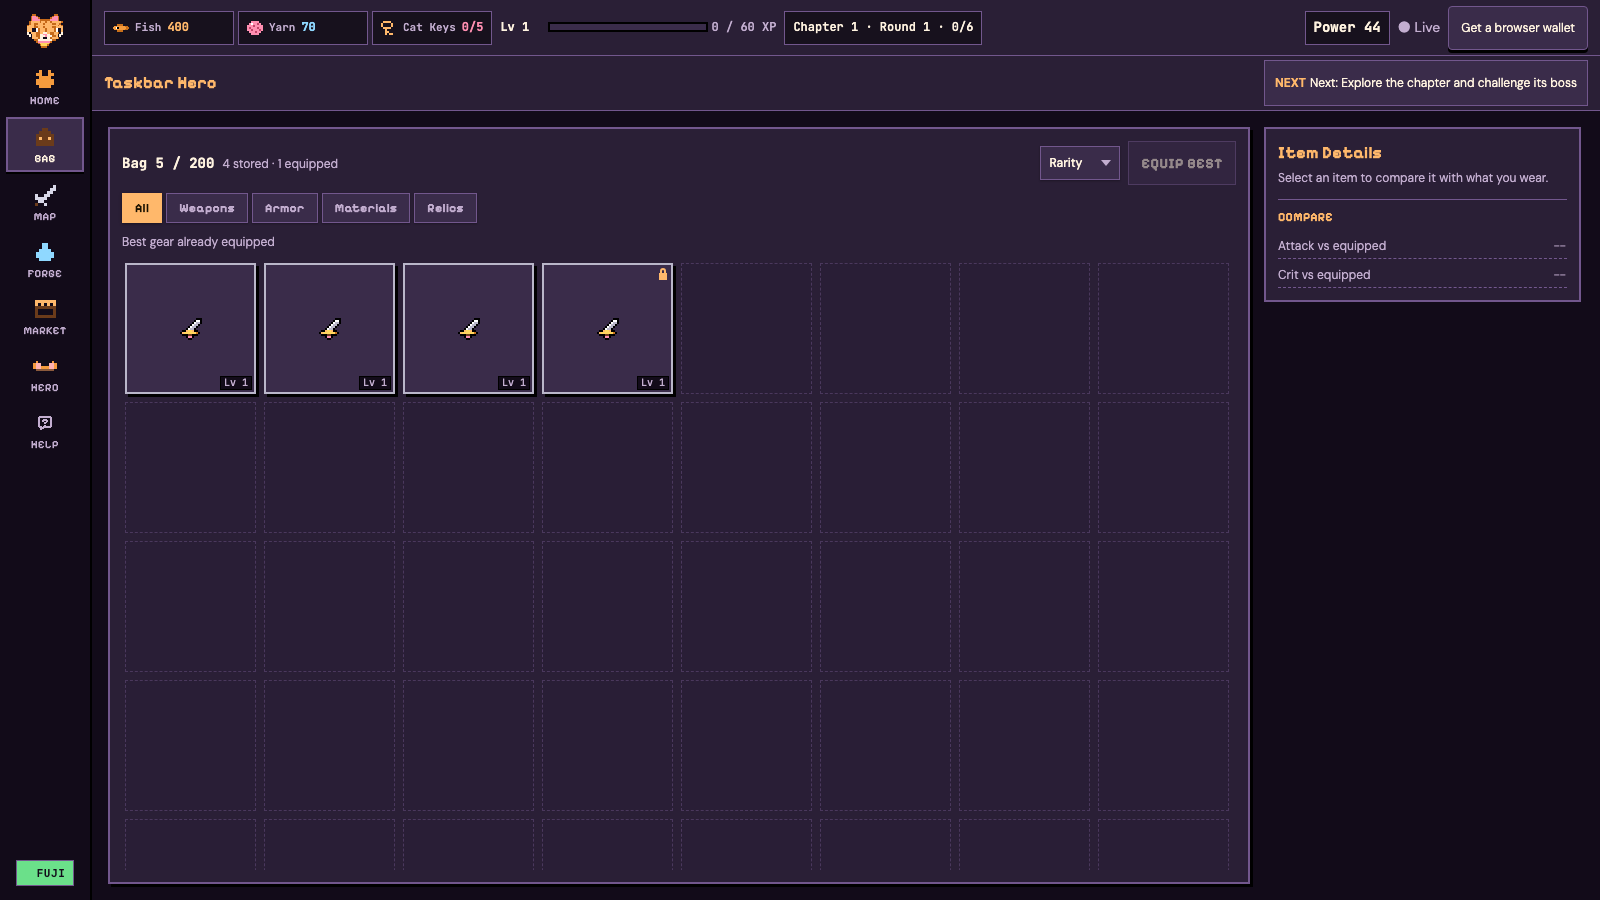 Fish 400
Yarn 70
Cat Keys 0/5
Lv 1
0 / 60 XP
Chapter 1 · Round 1 · 0/6
Power 44
Live
Get a browser wallet
Taskbar Hero
NEXT Next: Explore the chapter and challenge its boss
HOME
BAG
MAP
FORGE
MARKET
HERO
HELP
FUJI
Bag 5 / 200 4 stored · 1 equipped
Rarity
EQUIP BEST
All
Weapons
Armor
Materials
Relics
Best gear already equipped
Lv 1
Lv 1
Lv 1
Lv 1
Item Details
Select an item to compare it with what you wear.
COMPARE
Attack vs equipped --
Crit vs equipped --